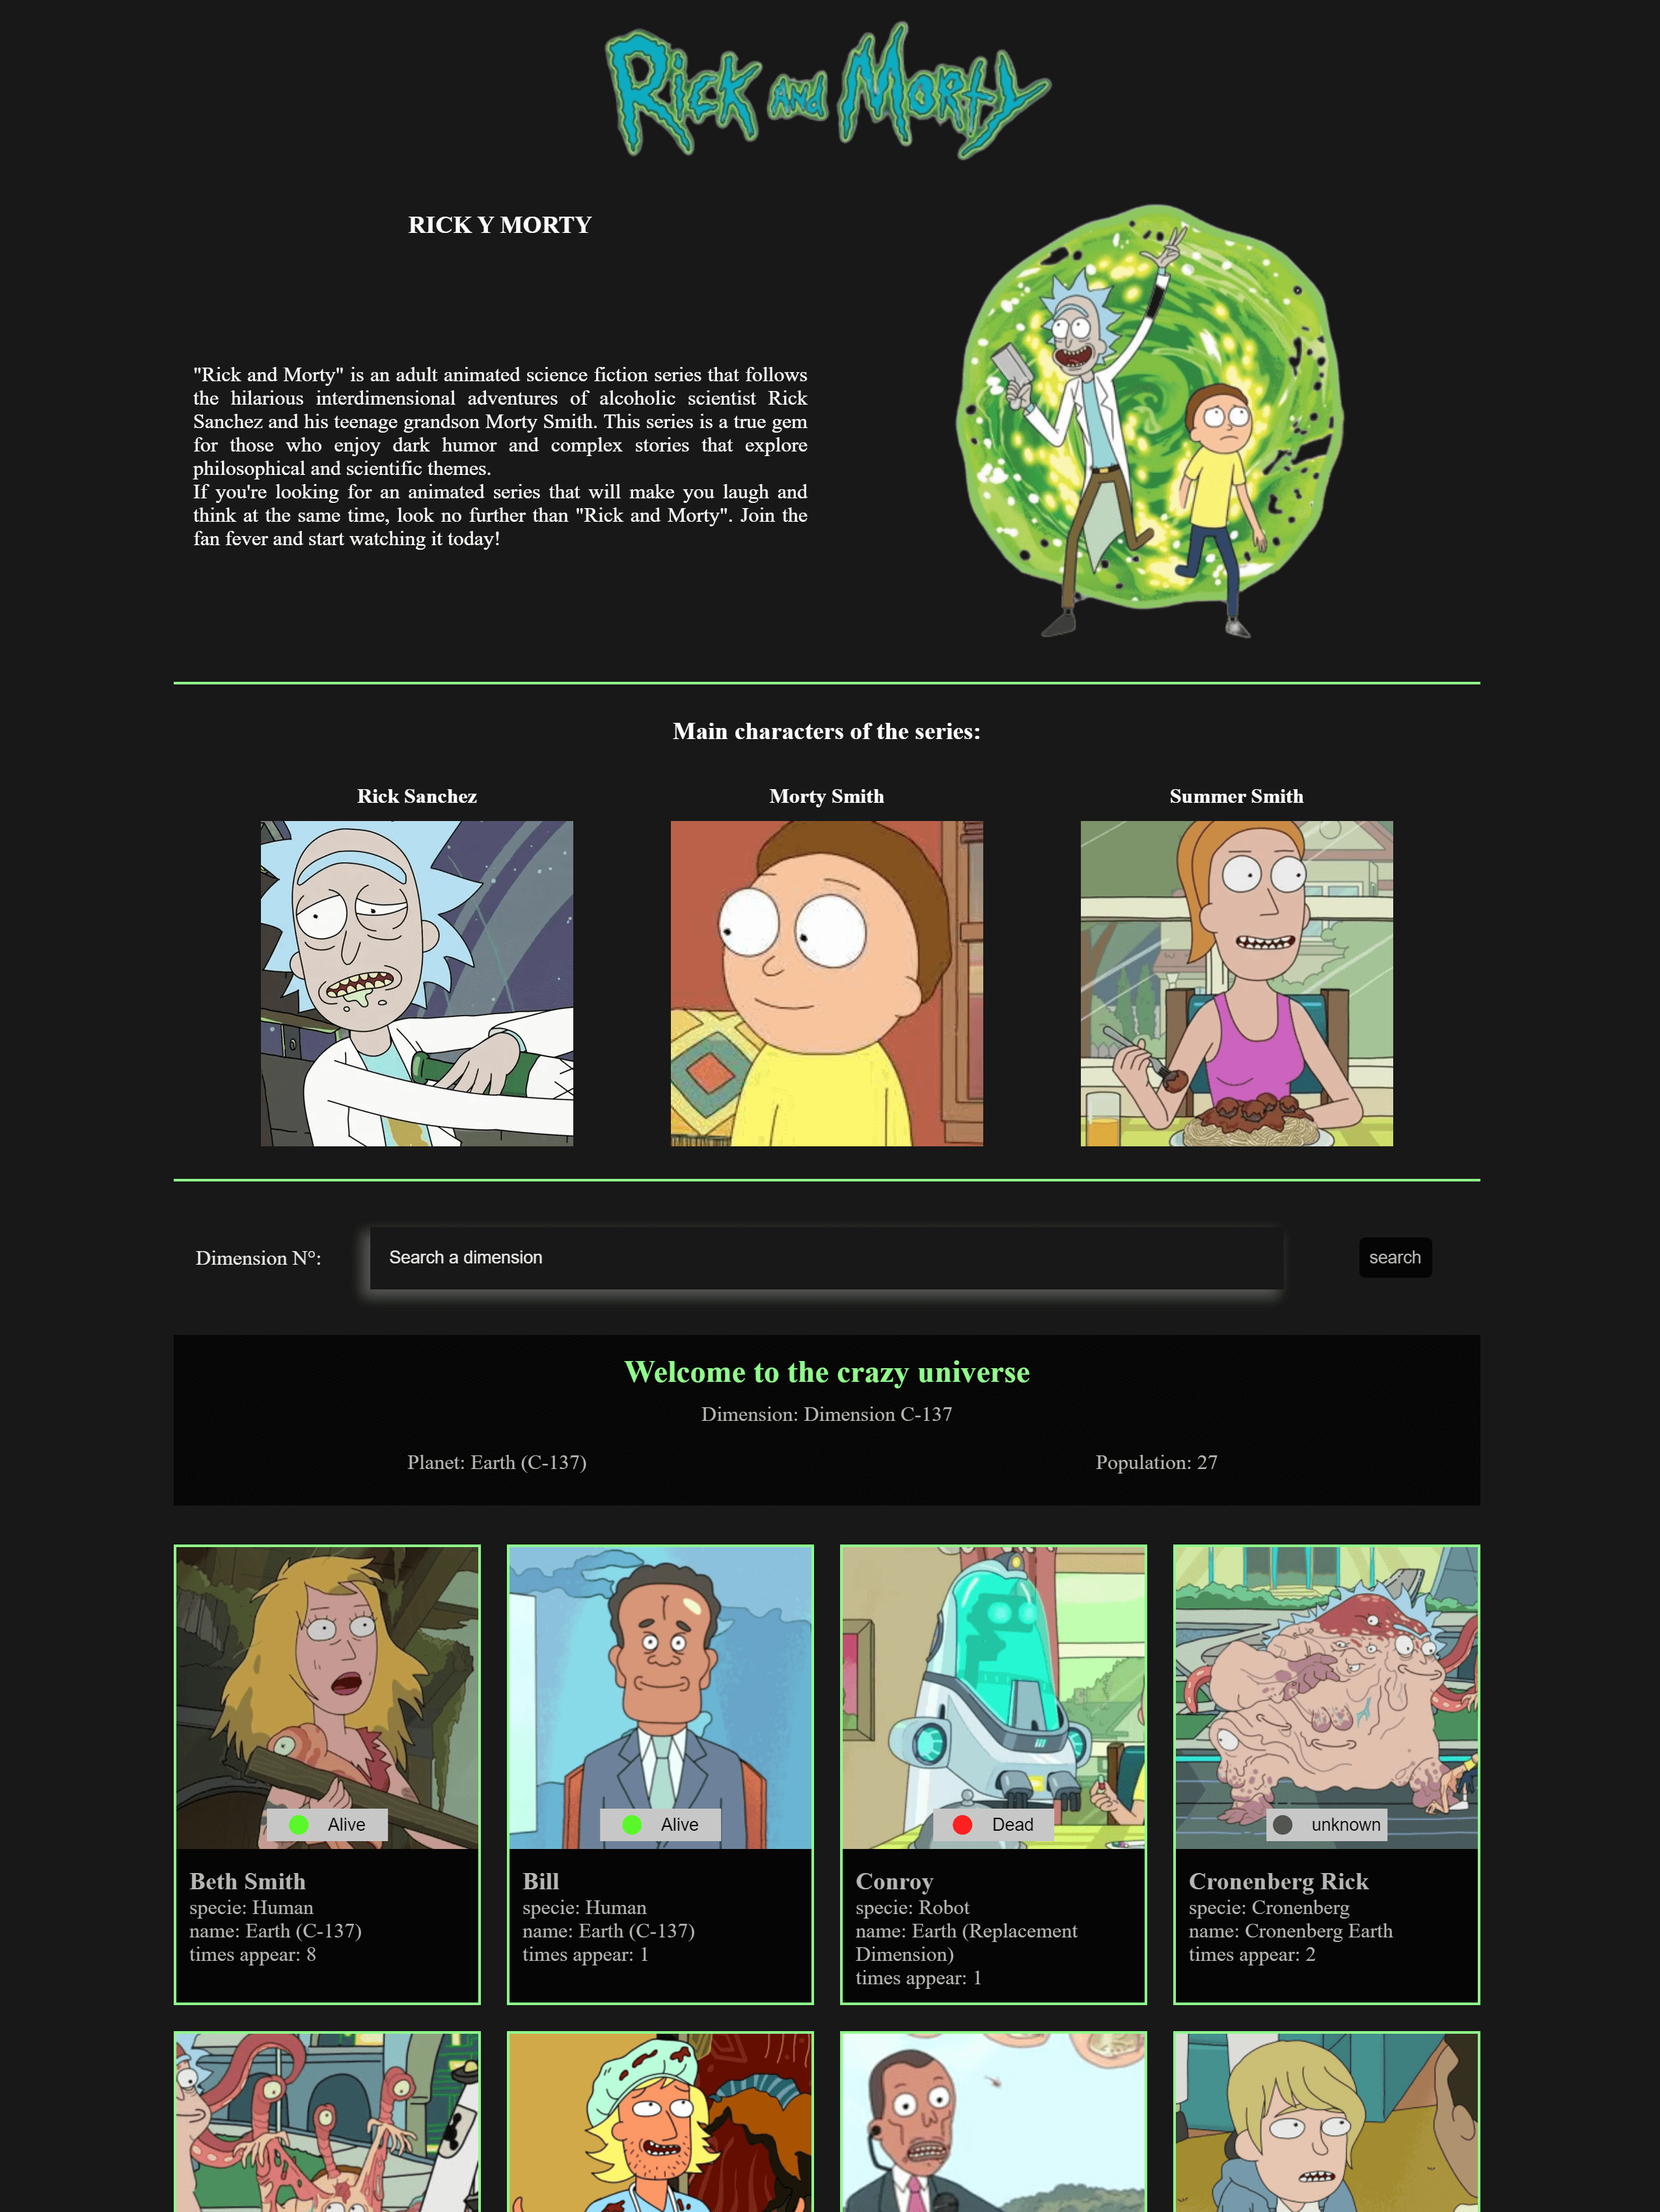 Rick and Morty
RICK Y MORTY
"Rick and Morty" is an adult animated science fiction series that follows
the hilarious interdimensional adventures of alcoholic scientist Rick
Sanchez and his teenage grandson Morty Smith. This series is a true gem
for those who enjoy dark humor and complex stories that explore
philosophical and scientific themes.
If you're looking for an animated series that will make you laugh and
think at the same time, look no further than "Rick and Morty". Join the
fan fever and start watching it today!
Main characters of the series:
Rick Sanchez
Morty Smith
Summer Smith
Dimension N°:
Search a dimension
search
Welcome to the crazy universe
Dimension: Dimension C-137
Planet: Earth (C-137)
Population: 27
Alive
Beth Smith
specie: Human
name: Earth (C-137)
times appear: 8
Alive
Bill
specie: Human
name: Earth (C-137)
times appear: 1
Dead
Conroy
specie: Robot
name: Earth (Replacement
Dimension)
times appear: 1
unknown
Cronenberg Rick
specie: Cronenberg
name: Cronenberg Earth
times appear: 2